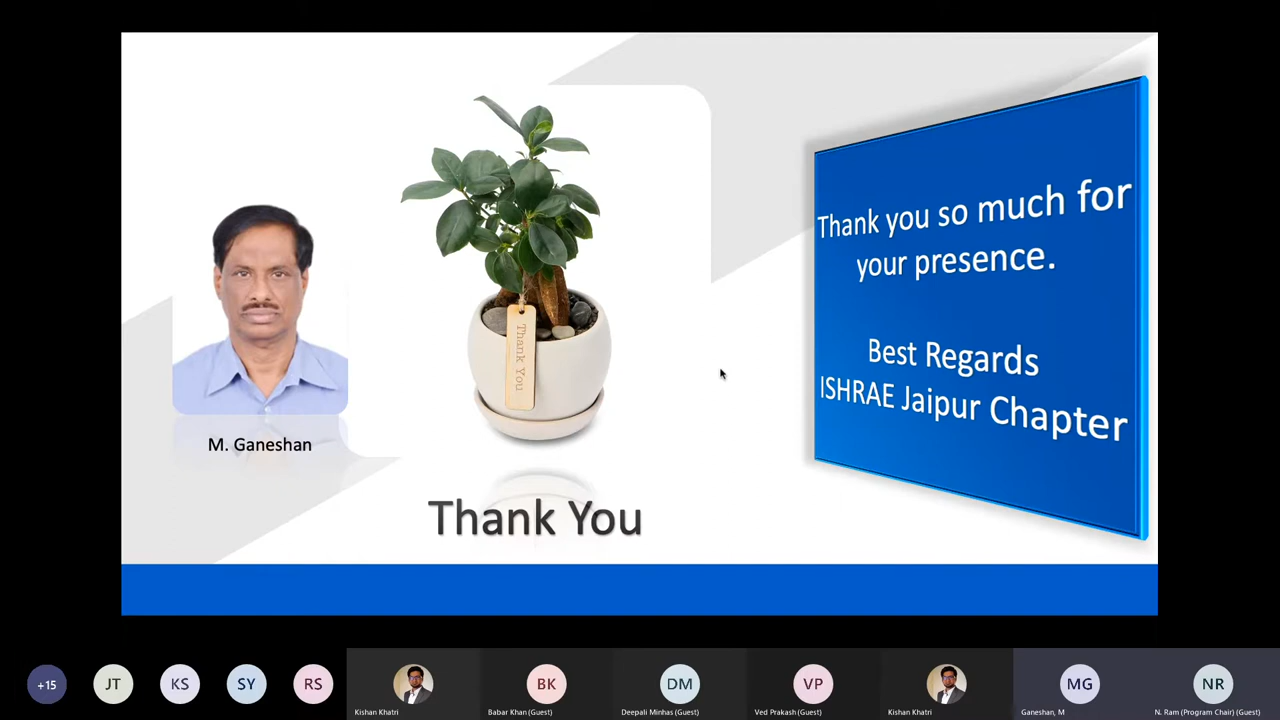 Thank you so much for
your presence.
Best Regards
ISHRAE Jaipur Chapter
Thank You
M. Ganeshan
Thank You
+15
JT
KS
SY
RS
Kishan Khatri
BK
Babar Khan (Guest)
DM
Deepali Minhas (Guest)
VP
Ved Prakash (Guest)
Kishan Khatri
MG
Ganeshan, M
NR
N. Ram (Program Chair) (Guest)